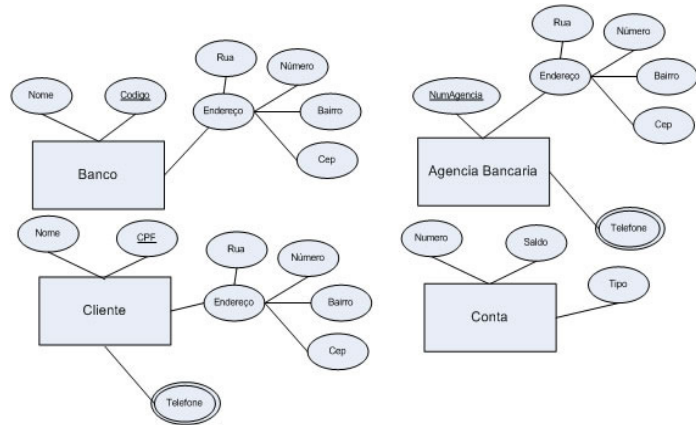 Rua
Número
Nome
Codigo
Endereço
Bairro
Banco
Cep
Rua
Número
Endereço
Bairro
NumAgencia
Cep
Agencia Bancaria
Telefone
Nome
CPF
Rua
Número
Endereço
Bairro
Cliente
Cep
Telefone
Numero
Saldo
Tipo
Conta